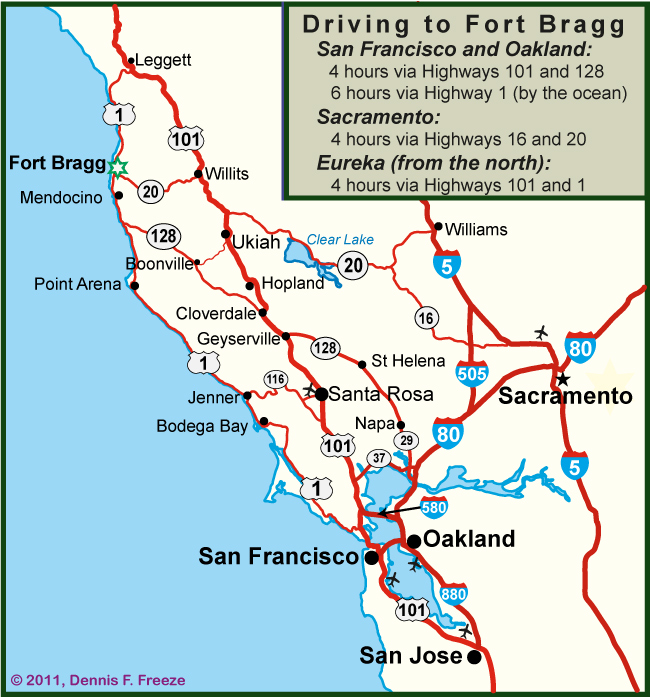 Driving to Fort Bragg
San Francisco and Oakland:
4 hours via Highways 101 and 128
6 hours via Highway 1 (by the ocean)
Sacramento:
4 hours via Highways 16 and 20
Eureka (from the north):
4 hours via Highways 101 and 1
Leggett
1
101
Fort Bragg
Willits
20
Mendocino
Williams
128
Ukiah
Clear Lake
5
Boonville
20
Point Arena
Hopland
Cloverdale
16
Geyserville
80
128
1
St Helena
505
116
Jenner
Santa Rosa
Sacramento
Bodega Bay
Napa
80
101
29
37
5
1
580
San Francisco
Oakland
880
101
San Jose
© 2011, Dennis F. Freeze